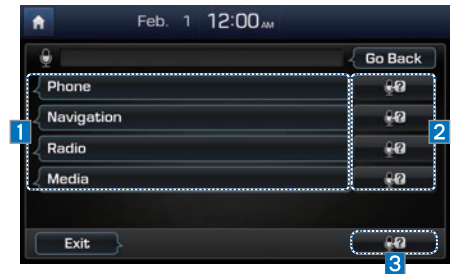 Feb. 1 12:00 AM
Go Back
Phone ?
Navigation ?
1 2
Radio ?
Media ?
Exit ?
3